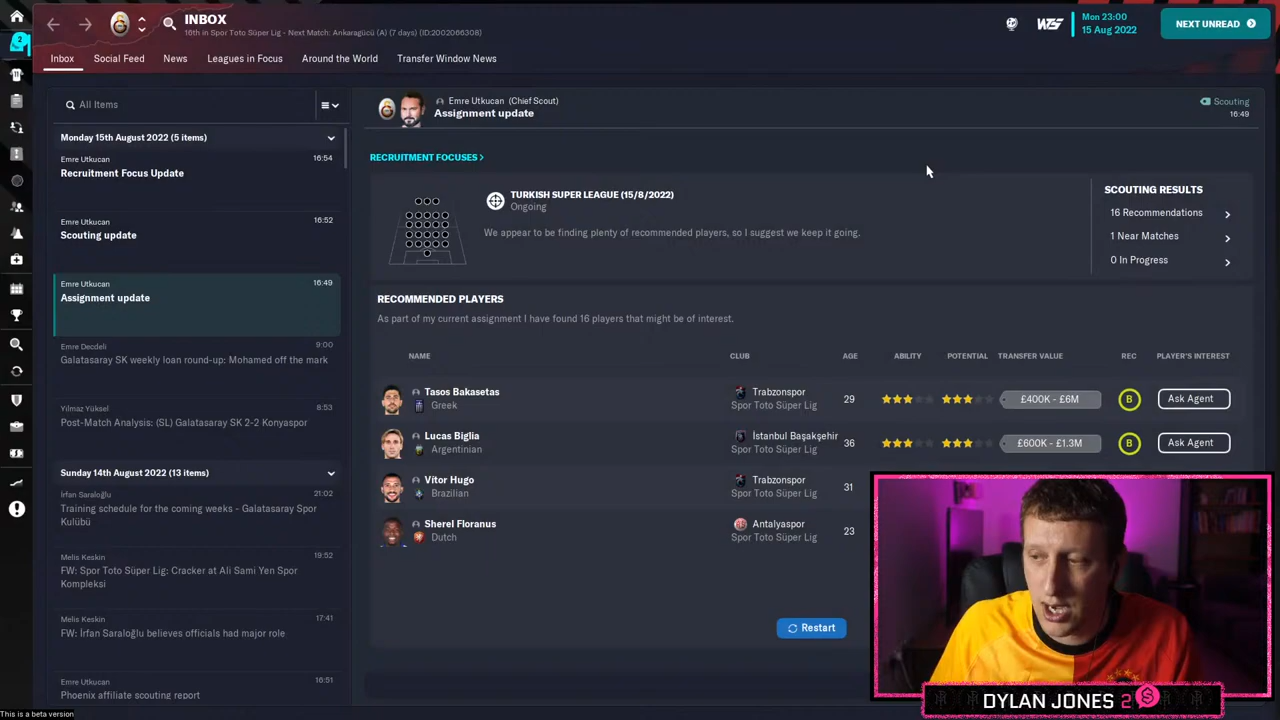 INBOX
16th in Spor Toto Süper Lig - Next Match: Ankaragücü (A) (7 days) (ID:2002066308)
Mon 23:00
15 Aug 2022
NEXT UNREAD
2
Inbox
Social Feed
News
Leagues in Focus
Around the World
Transfer Window News
All Items
Monday 15th August 2022 (5 items)
Emre Utkucan
16:54
Recruitment Focus Update
Emre Utkucan
16:52
Scouting update
Emre Utkucan
16:49
Assignment update
Emre Decdeli
9:00
Galatasaray SK weekly loan round-up: Mohamed off the mark
Yilmaz Yüksel
8:53
Post-Match Analysis: (SL) Galatasaray SK 2-2 Konyaspor
Sunday 14th August 2022 (13 items)
İrfan Saraloğlu
21:02
Training schedule for the coming weeks - Galatasaray Spor
Kulübü
Melis Keskin
19:52
FW: Spor Toto Süper Lig: Cracker at Ali Sami Yen Spor
Kompleksi
Melis Keskin
17:41
FW: İrfan Saraloğlu believes officials had major role
Emre Utkucan
16:51
Phoenix affiliate scouting report
Emre Utkucan (Chief Scout)
Assignment update
Scouting
16:49
RECRUITMENT FOCUSES >
TURKISH SUPER LEAGUE (15/8/2022)
Ongoing
We appear to be finding plenty of recommended players, so I suggest we keep it going.
SCOUTING RESULTS
16 Recommendations
1 Near Matches
0 In Progress
RECOMMENDED PLAYERS
As part of my current assignment I have found 16 players that might be of interest.
NAME CLUB AGE ABILITY POTENTIAL TRANSFER VALUE REC PLAYER'S INTEREST
Tasos Bakasetas Trabzonspor 29 £400K - £6M B Ask Agent
Greek Spor Toto Süper Lig
Lucas Biglia İstanbul Başakşehir 36 £600K - £1.3M B Ask Agent
Argentinian Spor Toto Süper Lig
Vítor Hugo Trabzonspor 31
Brazilian Spor Toto Süper Lig
Sherel Floranus Antalyaspor 23
Dutch Spor Toto Süper Lig
Restart
DYLAN JONES 2
This is a beta version